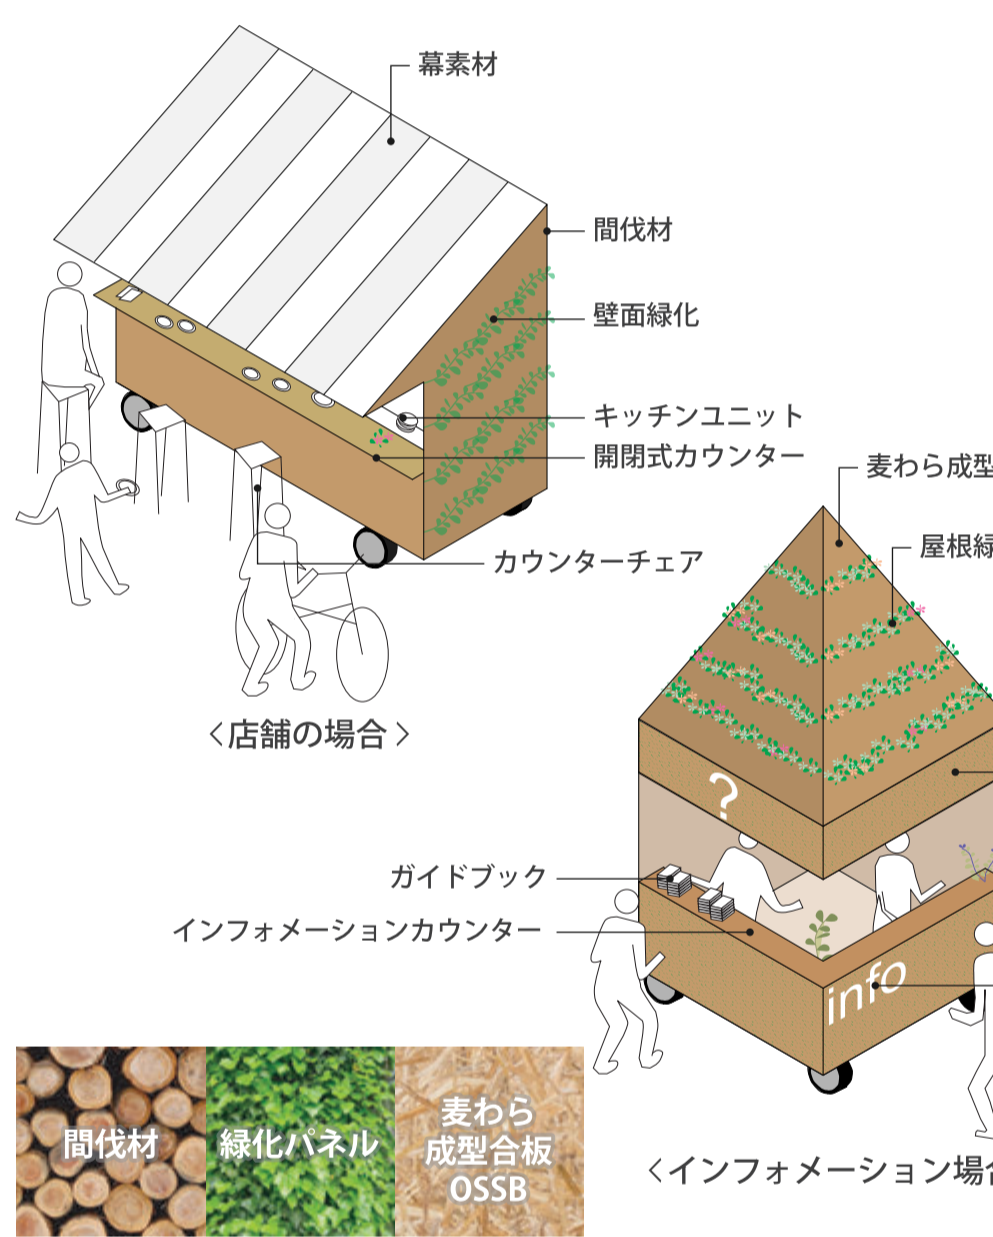 幕素材
間伐材
壁面緑化
キッチンユニット
開閉式カウンター
カウンターチェア
<店舗の場合>
麦わら成型
屋根緑
?
ガイドブック
インフォメーションカウンター
info
<インフォメーション場合
間伐材
緑化パネル
麦わら
成型合板
OSSB